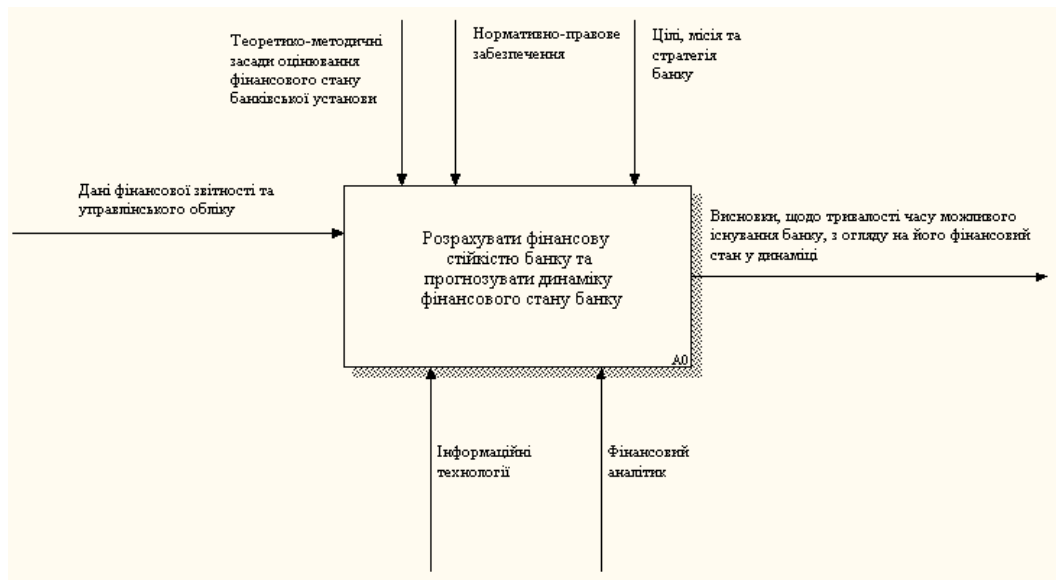 Теоретико-методичні
засади оцінювання
фінансового стану
банківської установи
Нормативно-правове
забезпечення
Цілі, місія та
стратегія
банку
Дані фінансової звітності та
управлінського обліку
Розрахувати фінансову
стійкістю банку та
прогнозувати динаміку
фінансового стану банку
A0
Висновки, щодо тривалості часу можливого
існування банку, з огляду на його фінансовий
стан у динаміці
Інформаційні
технології
Фінансовий
аналітик